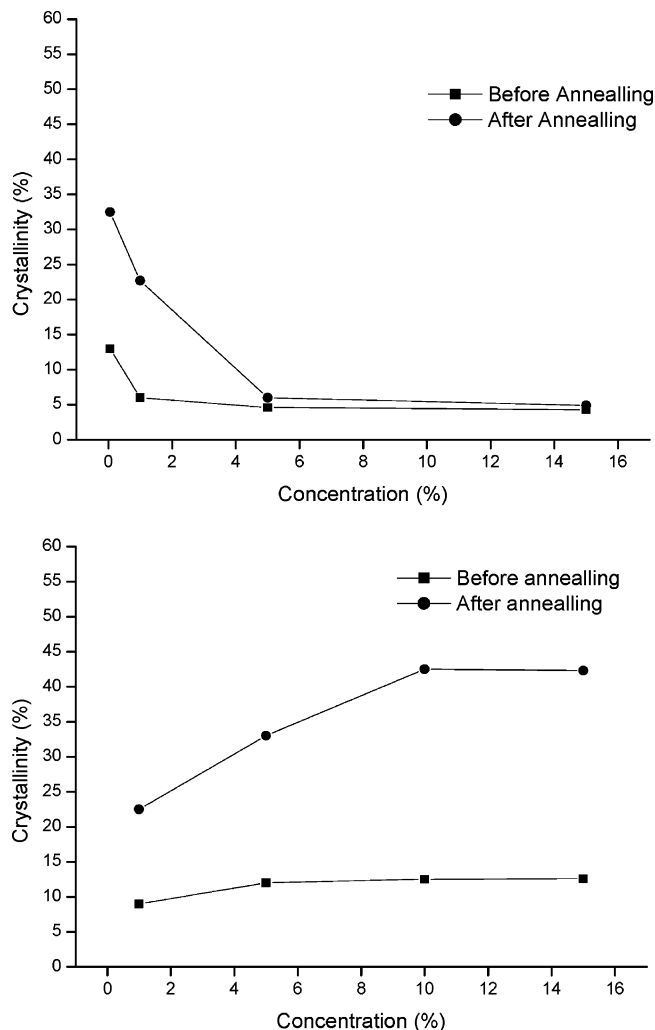 60
55
50
45
40
35
30
25
20
15
10
5
0
Crystallinity (%)
Before Annealling
After Annealling
0 2 4 6 8 10 12 14 16
Concentration (%)
60
55
50
45
40
35
30
25
20
15
10
5
0
Crystallinity (%)
Before annealling
After annealling
0 2 4 6 8 10 12 14 16
Concentration (%)